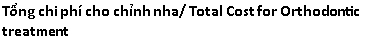 Tổng chi phí cho chỉnh nha/ Total Cost for Orthodontic
treatment